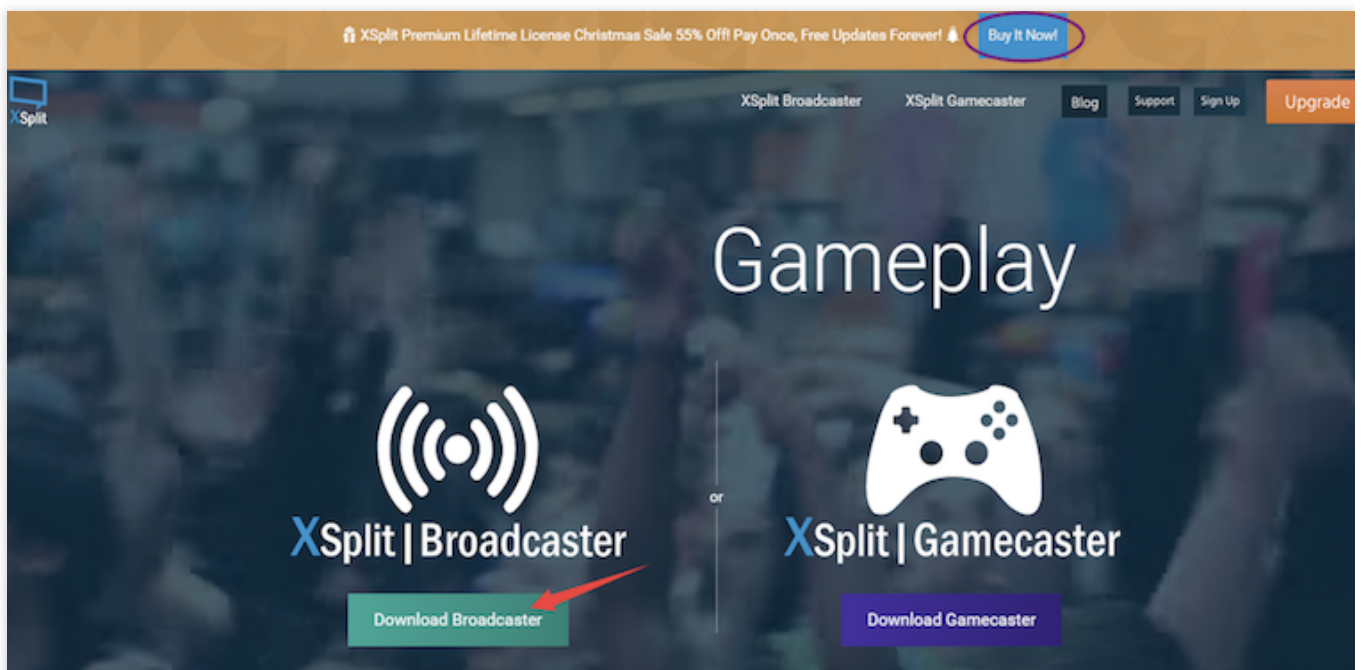 XSplit Premium Lifetime License Christmas Sale 55% Off! Pay Once, Free Updates Forever!
Buy It Now!
XSplit
XSplit Broadcaster
XSplit Gamecaster
Blog
Support
Sign Up
Upgrade
Gameplay
XSplit | Broadcaster
or
XSplit | Gamecaster
Download Broadcaster
Download Gamecaster